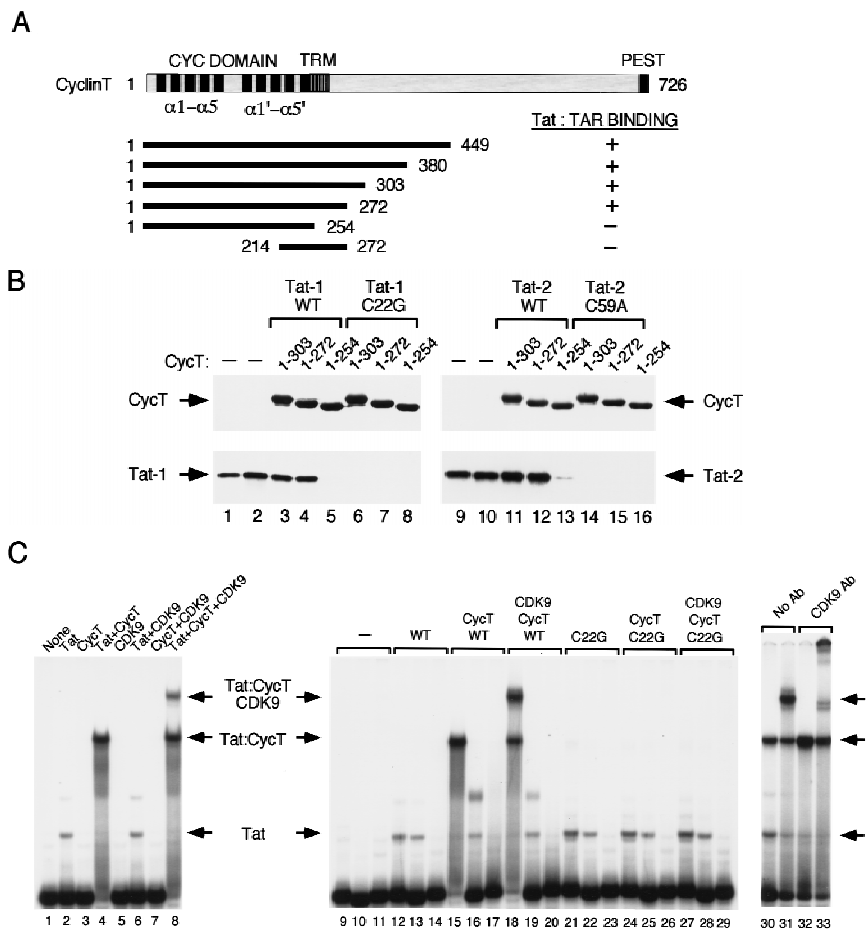 A
CYC DOMAIN TRM PEST
CyclinT 1 726
α1–α5 α1'–α5'
Tat : TAR BINDING
1 449 +
1 380 +
1 303 +
1 272 +
1 254 –
214 272 –
B
Tat-1 WT Tat-1 C22G Tat-2 WT Tat-2 C59A
CycT: – – 1-303 1-272 1-254 1-303 1-272 1-254 – – 1-303 1-272 1-254 1-303 1-272 1-254
CycT CycT
Tat-1 Tat-2
1 2 3 4 5 6 7 8 9 10 11 12 13 14 15 16
C
None Tat CycT Tat+CycT CDK9 Tat+CDK9 CycT+CDK9 Tat+CycT+CDK9
– WT CycT WT CDK9 CycT WT C22G CycT C22G CDK9 CycT C22G
No Ab CDK9 Ab
Tat:CycT CDK9
Tat:CycT
Tat
1 2 3 4 5 6 7 8 9 10 11 12 13 14 15 16 17 18 19 20 21 22 23 24 25 26 27 28 29 30 31 32 33